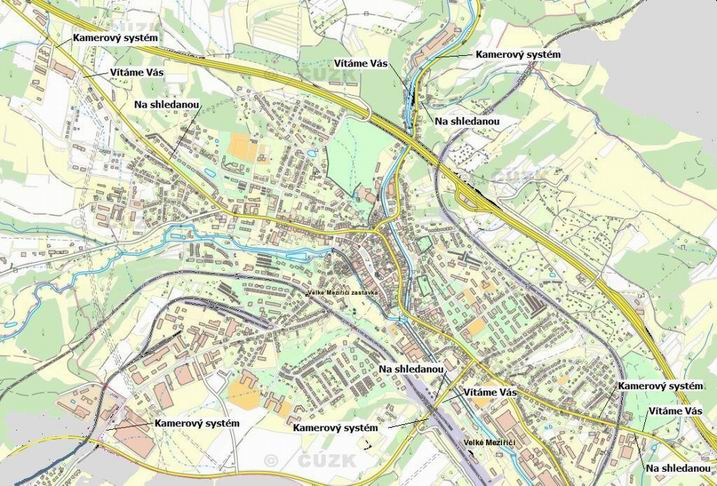 © ČÚZK
Kamerový systém
Vítáme Vás
Na shledanou
Vítáme Vás
Kamerový systém
Na shledanou
© ČÚZK
Velké Meziříčí zastávka
Na shledanou
Kamerový systém
Vítáme Vás
Vítáme Vás
Kamerový systém
Kamerový systém
Velké Meziříčí
Na shledanou
© ČÚZK